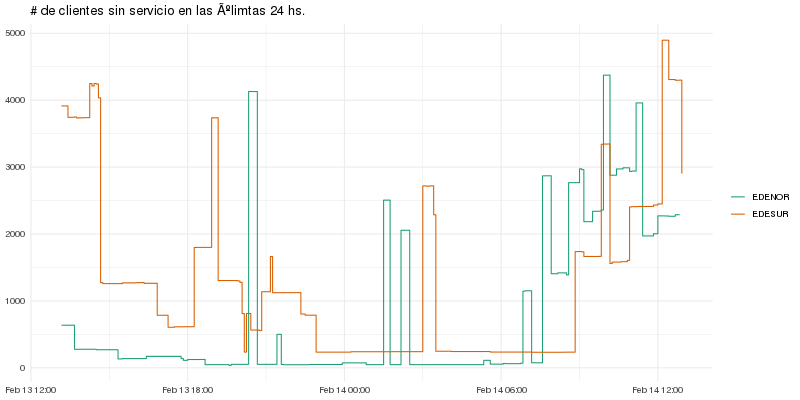 # de clientes sin servicio en las Ãºlimtas 24 hs.
5000
4000
3000
2000
1000
0
EDENOR
EDESUR
Feb 13 12:00
Feb 13 18:00
Feb 14 00:00
Feb 14 06:00
Feb 14 12:00